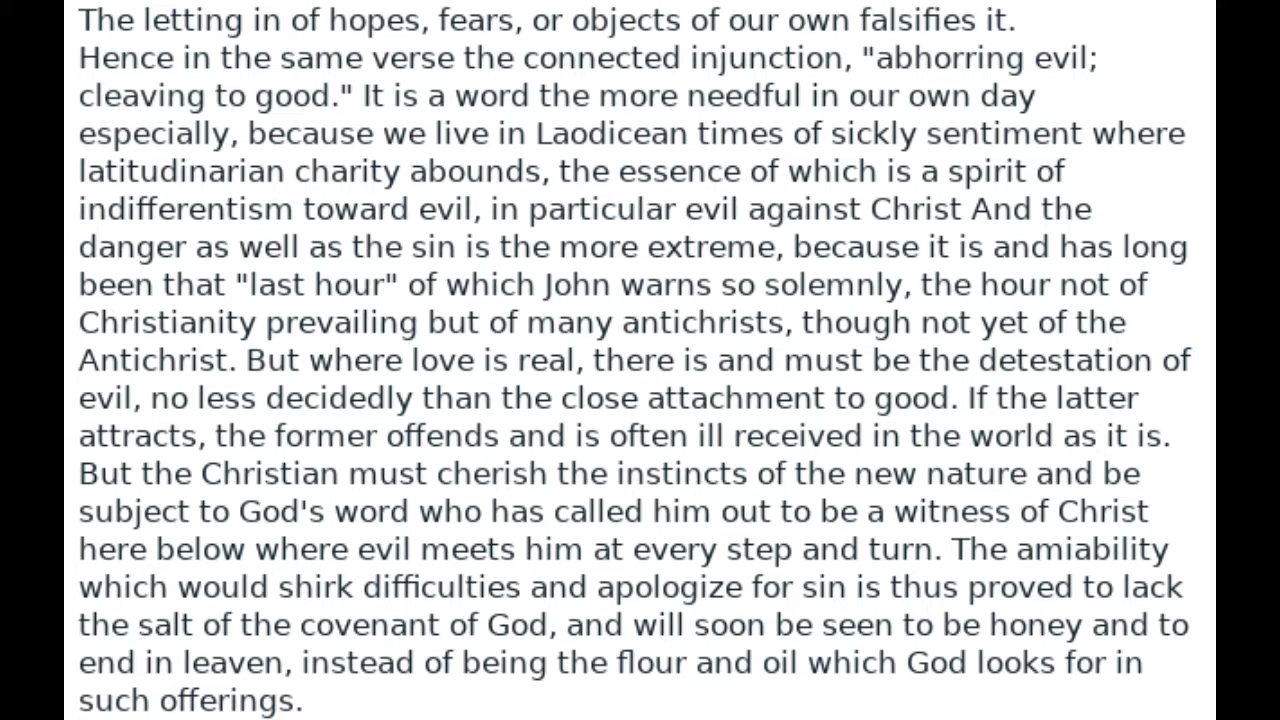 The letting in of hopes, fears, or objects of our own falsifies it.
Hence in the same verse the connected injunction, "abhorring evil;
cleaving to good." It is a word the more needful in our own day
especially, because we live in Laodicean times of sickly sentiment where
latitudinarian charity abounds, the essence of which is a spirit of
indifferentism toward evil, in particular evil against Christ And the
danger as well as the sin is the more extreme, because it is and has long
been that "last hour" of which John warns so solemnly, the hour not of
Christianity prevailing but of many antichrists, though not yet of the
Antichrist. But where love is real, there is and must be the detestation of
evil, no less decidedly than the close attachment to good. If the latter
attracts, the former offends and is often ill received in the world as it is.
But the Christian must cherish the instincts of the new nature and be
subject to God's word who has called him out to be a witness of Christ
here below where evil meets him at every step and turn. The amiability
which would shirk difficulties and apologize for sin is thus proved to lack
the salt of the covenant of God, and will soon be seen to be honey and to
end in leaven, instead of being the flour and oil which God looks for in
such offerings.